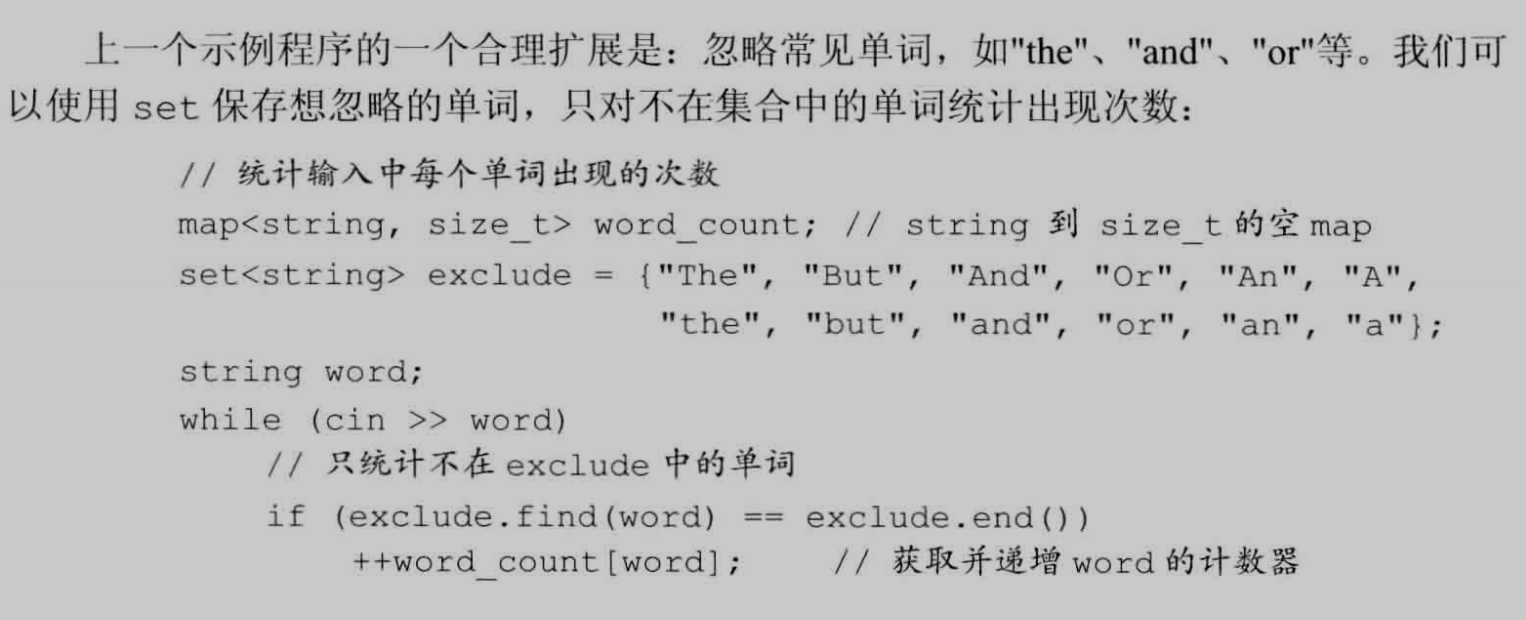 上一个示例程序的一个合理扩展是：忽略常见单词，如"the"、"and"、"or"等。我们可
以使用 set 保存想忽略的单词，只对不在集合中的单词统计出现次数：
// 统计输入中每个单词出现的次数
map<string, size_t> word_count; // string 到 size_t 的空 map
set<string> exclude = {"The", "But", "And", "Or", "An", "A",
"the", "but", "and", "or", "an", "a"};
string word;
while (cin >> word)
// 只统计不在 exclude 中的单词
if (exclude.find(word) == exclude.end())
++word_count[word]; // 获取并递增 word 的计数器